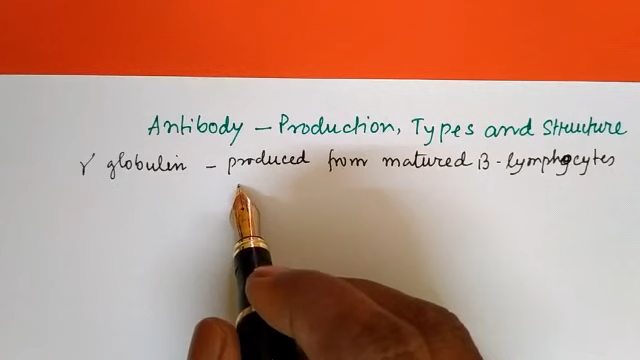 Antibody – Production, Types and Structure
γ globulin – produced from matured B-lymphocytes